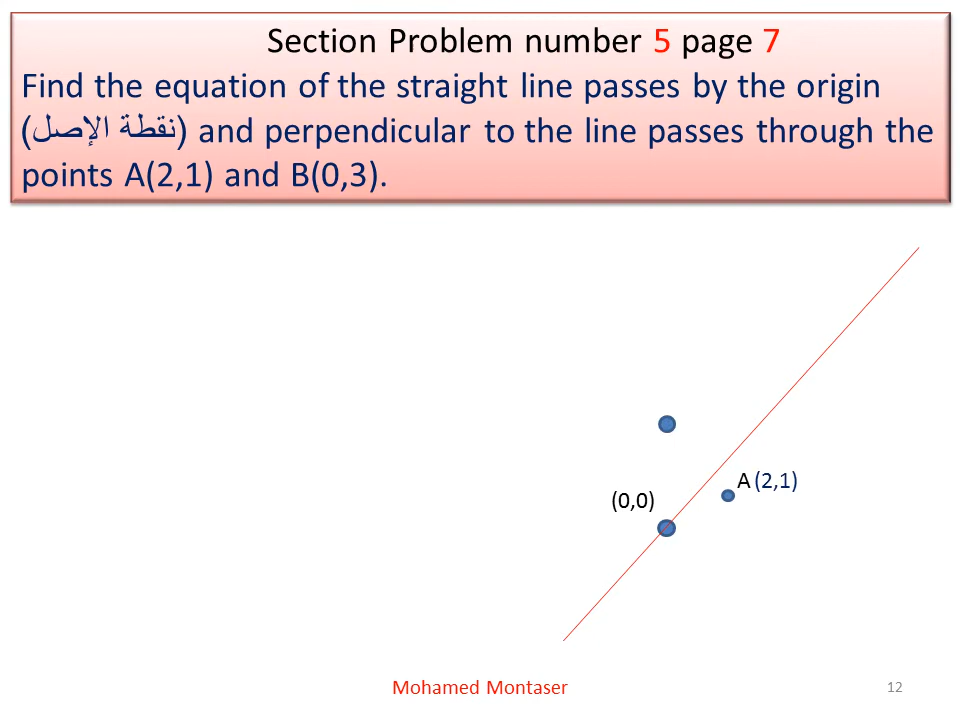 Section Problem number 5 page 7
Find the equation of the straight line passes by the origin
(نقطة الإصل) and perpendicular to the line passes through the
points A(2,1) and B(0,3).
A (2,1)
(0,0)
Mohamed Montaser
12